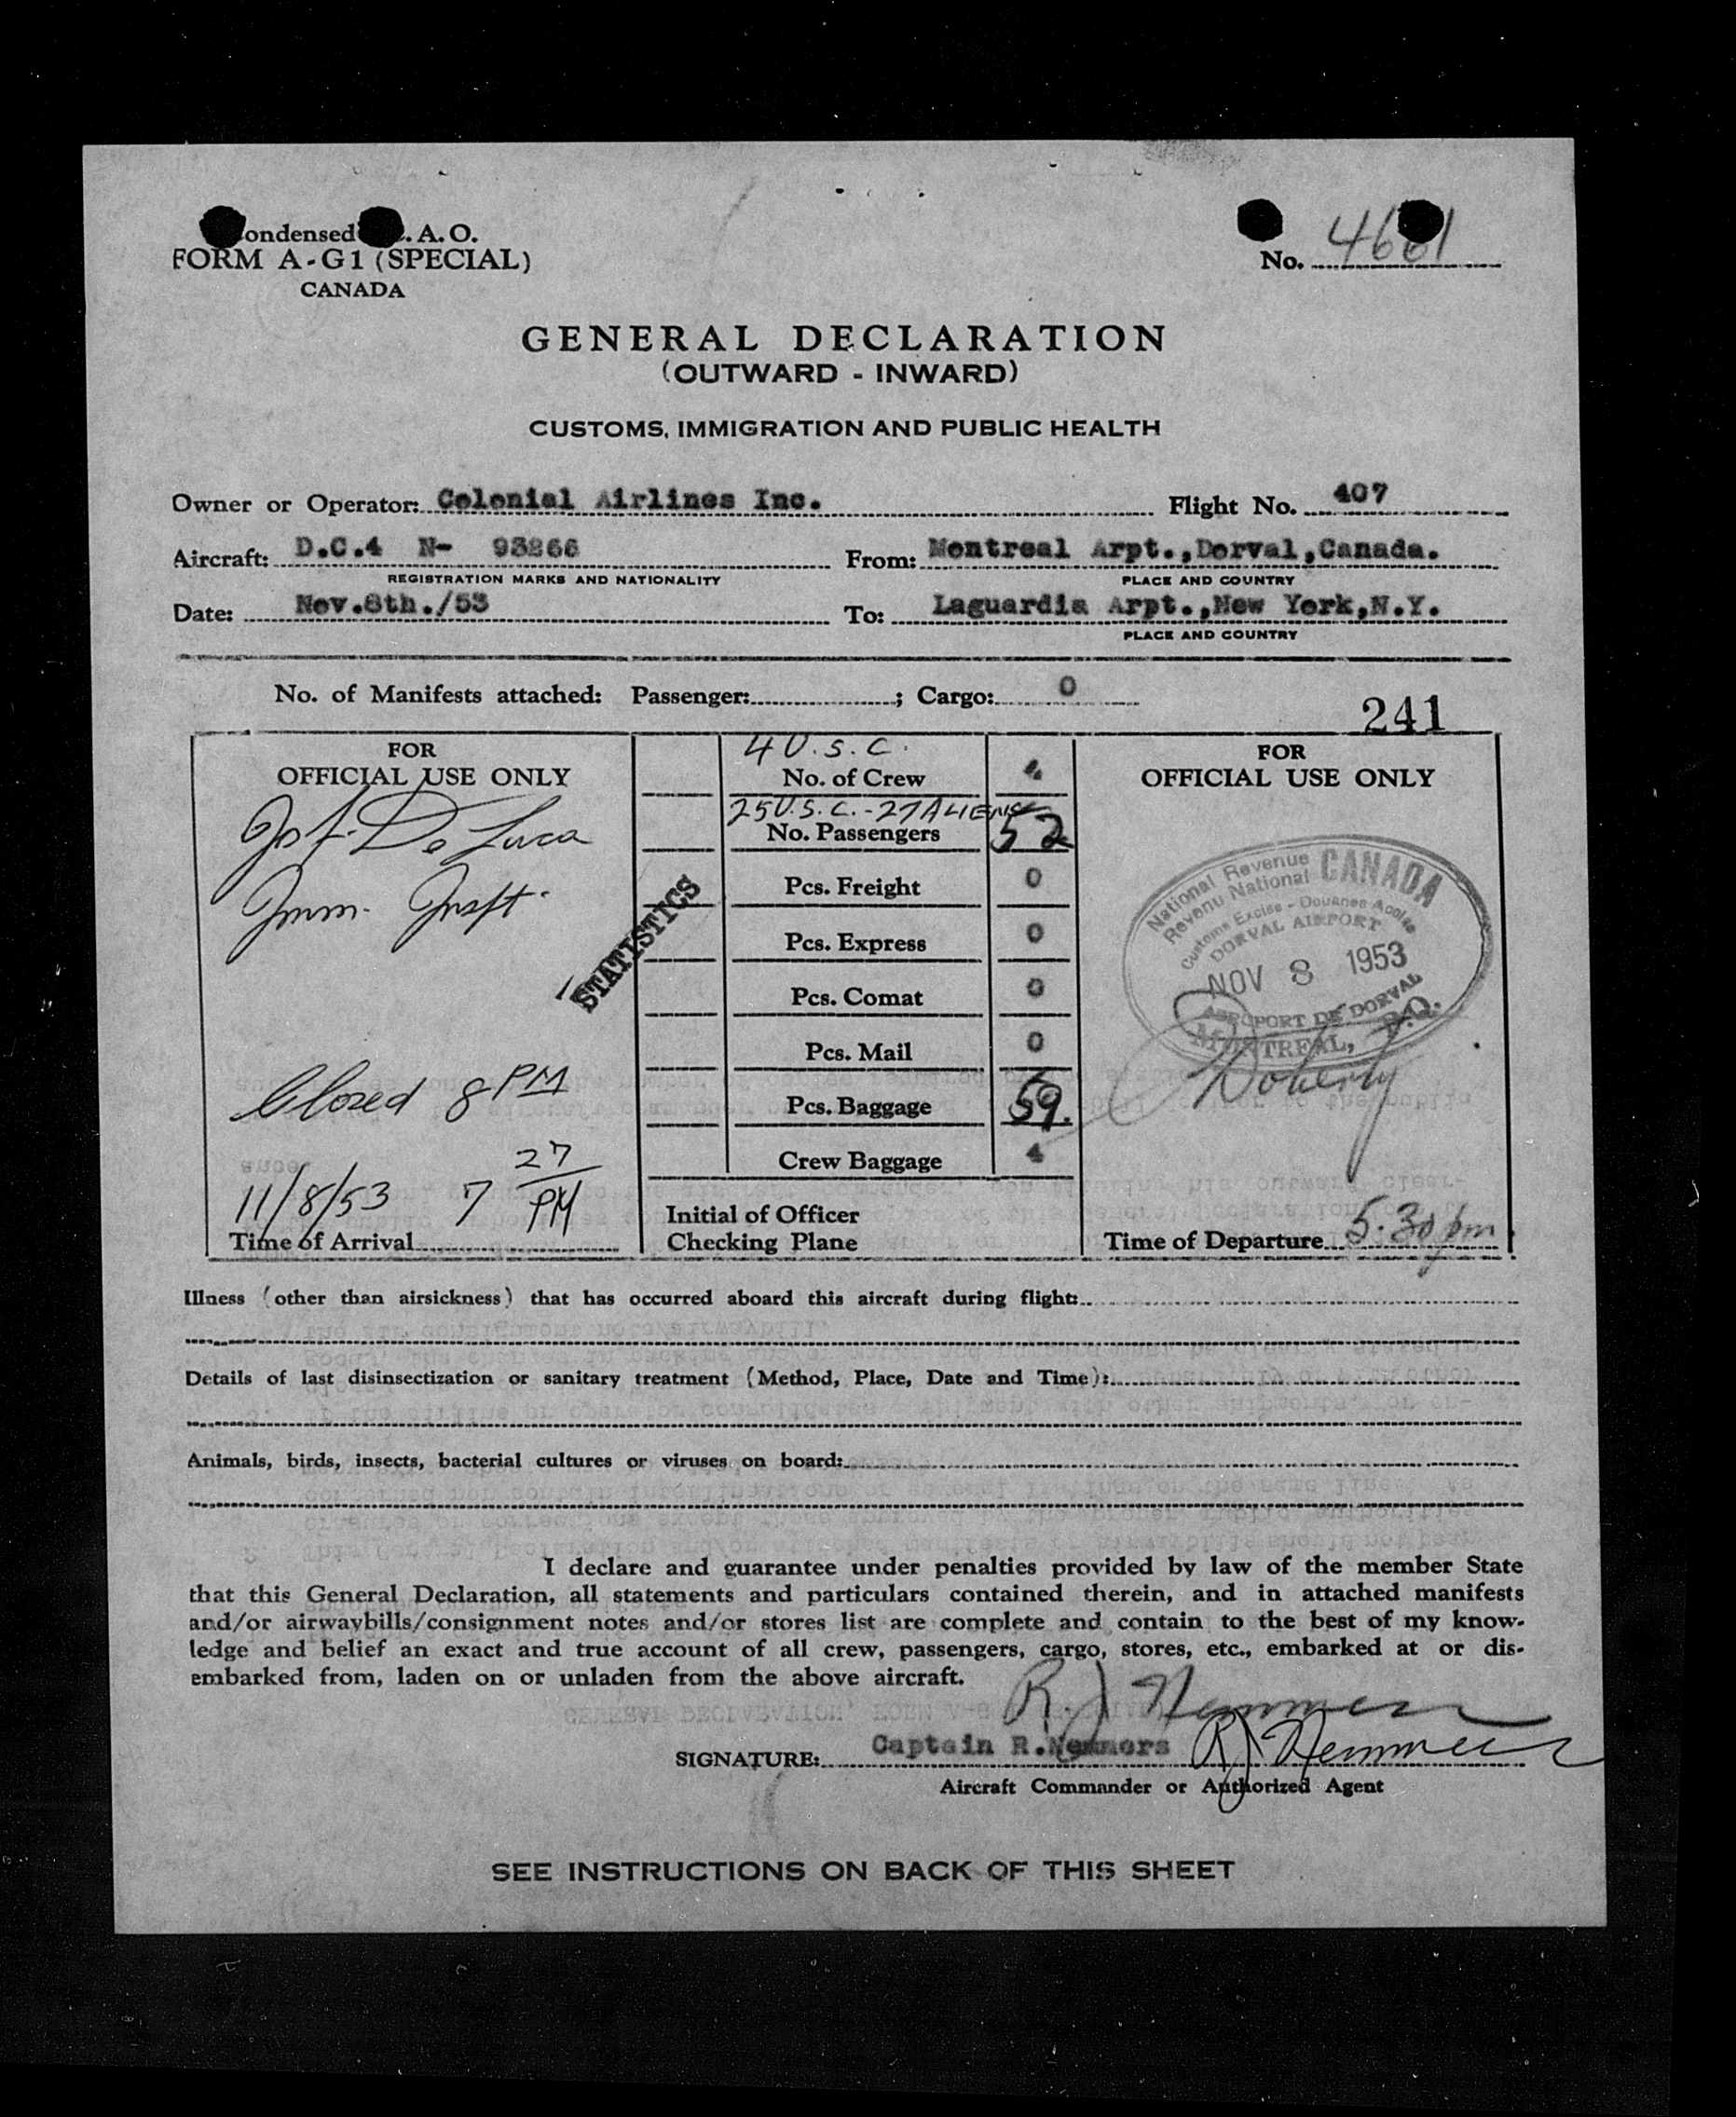 ondensed .A.O.
FORM A-G1 (SPECIAL)
CANADA
No. 4661
GENERAL DECLARATION
(OUTWARD - INWARD)
CUSTOMS, IMMIGRATION AND PUBLIC HEALTH
Owner or Operator: Colonial Airlines Inc. Flight No. 407
Aircraft: D.C.4 N- 93266 From: Montreal Arpt.,Dorval,Canada.
REGISTRATION MARKS AND NATIONALITY PLACE AND COUNTRY
Date: Nov.8th./53 To: Laguardia Arpt.,New York,N.Y.
PLACE AND COUNTRY
No. of Manifests attached: Passenger: ; Cargo: 0
241
FOR
OFFICIAL USE ONLY
De Luca
Imm. Inspt.
STATISTICS
Closed 8 PM
11/8/53 7 27 PM
Time of Arrival
4 U.S.C.
No. of Crew 4
25 U.S.C. - 27 ALIENS
No. Passengers 52
Pcs. Freight 0
Pcs. Express 0
Pcs. Comat 0
Pcs. Mail 0
Pcs. Baggage 59.
Crew Baggage 4
Initial of Officer
Checking Plane
FOR
OFFICIAL USE ONLY
National Revenue CANADA
Revenu National
Customs Excise - Douanes Accise
DORVAL AIRPORT
NOV 8 1953
AEROPORT DE DORVAL
MONTREAL, P.Q.
Doherty
Time of Departure 5.30 pm
Illness (other than airsickness) that has occurred aboard this aircraft during flight:
Details of last disinsectization or sanitary treatment (Method, Place, Date and Time):
Animals, birds, insects, bacterial cultures or viruses on board:
I declare and guarantee under penalties provided by law of the member State
that this General Declaration, all statements and particulars contained therein, and in attached manifests
and/or airwaybills/consignment notes and/or stores list are complete and contain to the best of my know-
ledge and belief an exact and true account of all crew, passengers, cargo, stores, etc., embarked at or dis-
embarked from, laden on or unladen from the above aircraft.
R.J Nemmers
SIGNATURE: Captain R.Nemmers RJ Nemmers
Aircraft Commander or Authorized Agent
SEE INSTRUCTIONS ON BACK OF THIS SHEET